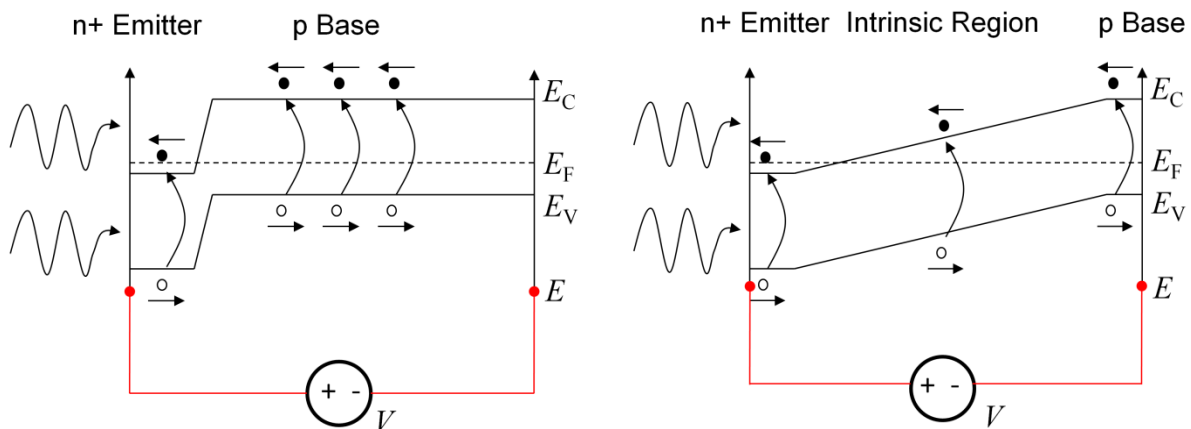 n+ Emitter p Base
E_C
E_F
E_V
E
+ -
V
n+ Emitter Intrinsic Region p Base
E_C
E_F
E_V
E
+ -
V